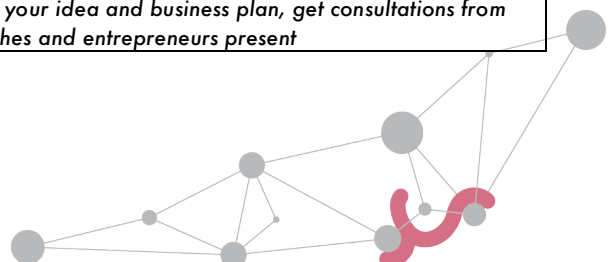 your idea and business plan, get consultations from
hes and entrepreneurs present